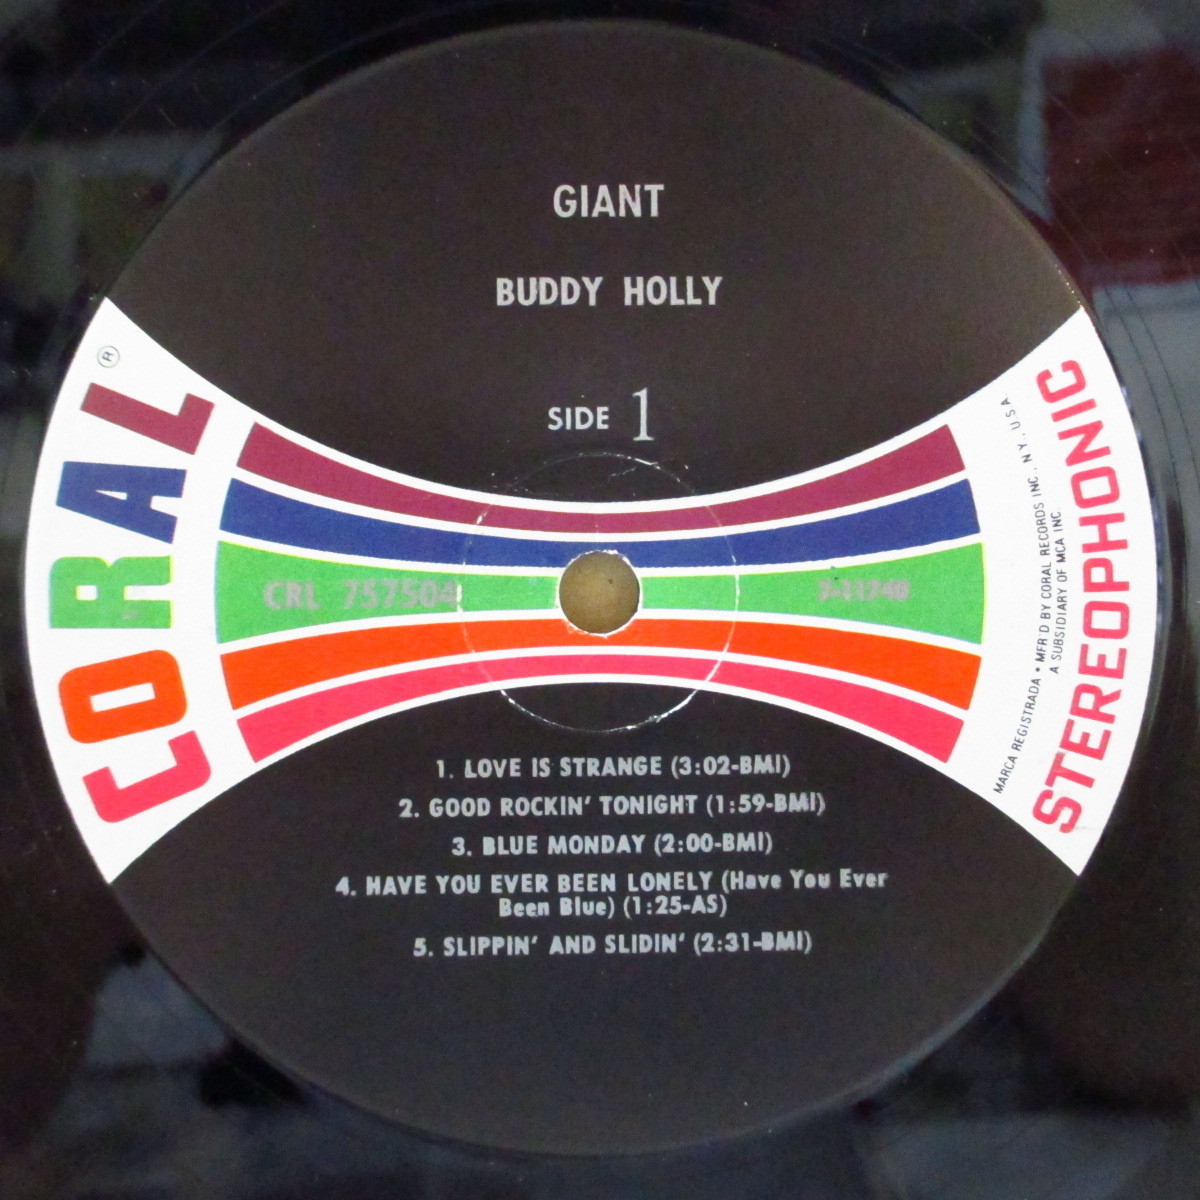 GIANT
BUDDY HOLLY
SIDE 1
CORAL®
CRL 757504
7-11740
STEREOPHONIC
MARCA REGISTRADA • MFR'D BY CORAL RECORDS INC., N.Y., U.S.A.
A SUBSIDIARY OF MCA INC
1. LOVE IS STRANGE (3:02-BMI)
2. GOOD ROCKIN' TONIGHT (1:59-BMI)
3. BLUE MONDAY (2:00-BMI)
4. HAVE YOU EVER BEEN LONELY (Have You Ever
Been Blue) (1:25-AS)
5. SLIPPIN' AND SLIDIN' (2:31-BMI)